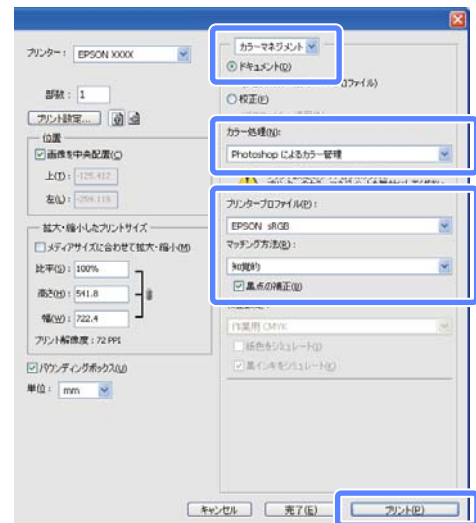 プリンター： EPSON XXXX
部数： 1
プリント設定...
位置
画像を中央配置(C)
上(T)： -125.412
左(L)： -259.115
拡大・縮小したプリントサイズ
メディアサイズに合わせて拡大・縮小(M)
比率(S)： 100%
高さ(H)： 541.8
幅(W)： 722.4
プリント解像度：72 PPI
バウンディングボックス(U)
単位： mm
カラーマネジメント
ドキュメント(D)
ロファイル)
校正(F)
カラー処理(N):
Photoshop によるカラー管理
プリンタープロファイル(P)：
EPSON sRGB
マッチング方法(R)：
知覚的
黒点の補正(V)
作業用 CMYK
紙色をシミュレート(I)
黒インキをシミュレート(K)
キャンセル 完了(E) プリント(P)